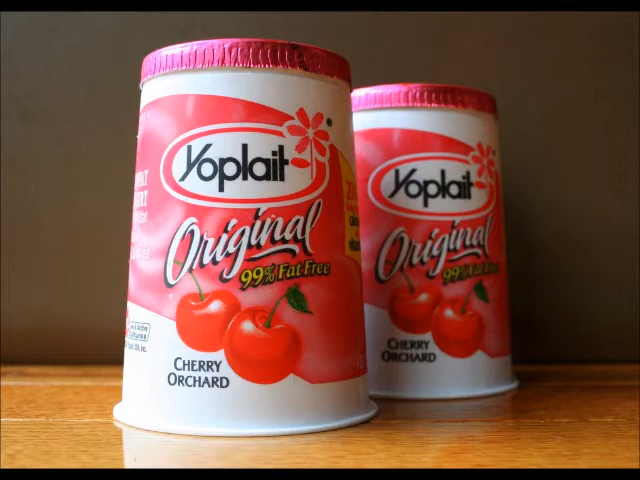 Yoplait
Original
99% Fat Free
CHERRY
ORCHARD
Yoplait
Original
99% Fat Free
CHERRY
ORCHARD